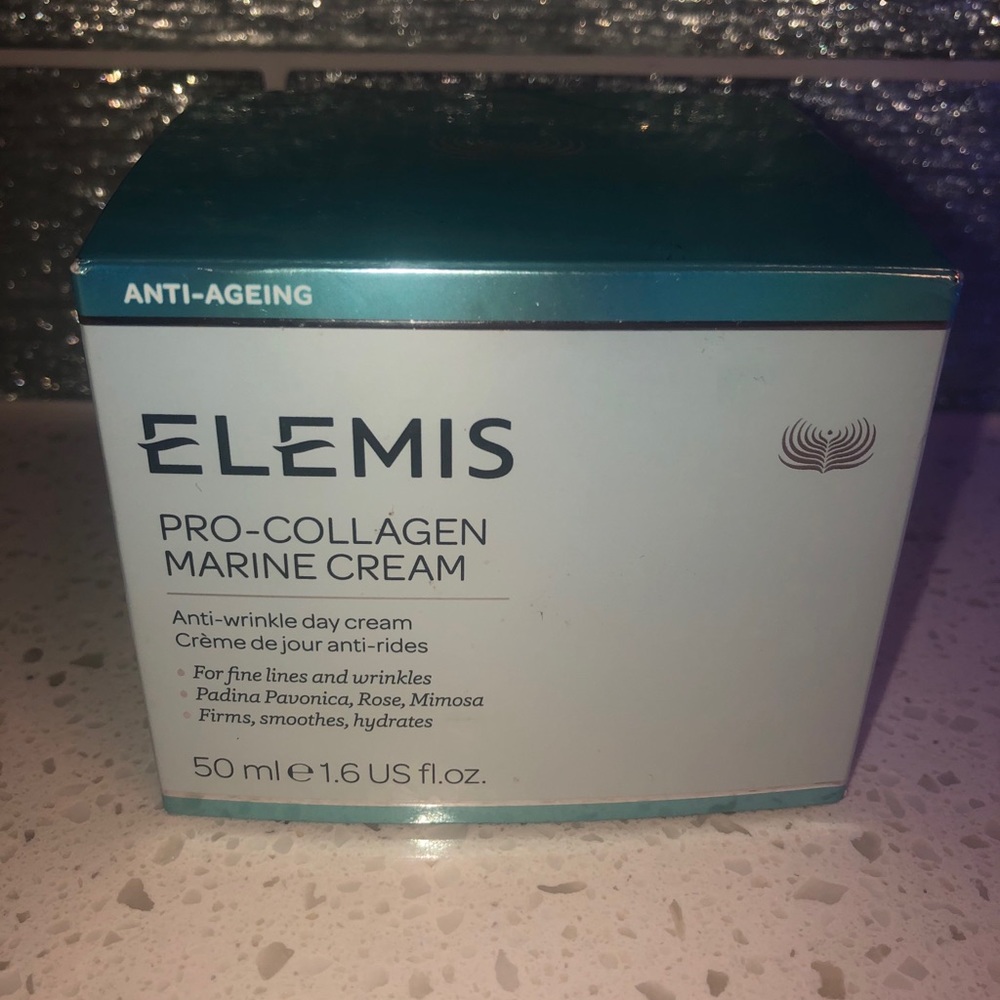 ANTI-AGEING
ELEMIS
PRO-COLLAGEN
MARINE CREAM
Anti-wrinkle day cream
Crème de jour anti-rides
• For fine lines and wrinkles
• Padina Pavonica, Rose, Mimosa
• Firms, smoothes, hydrates
50 ml ℮ 1.6 US fl.oz.